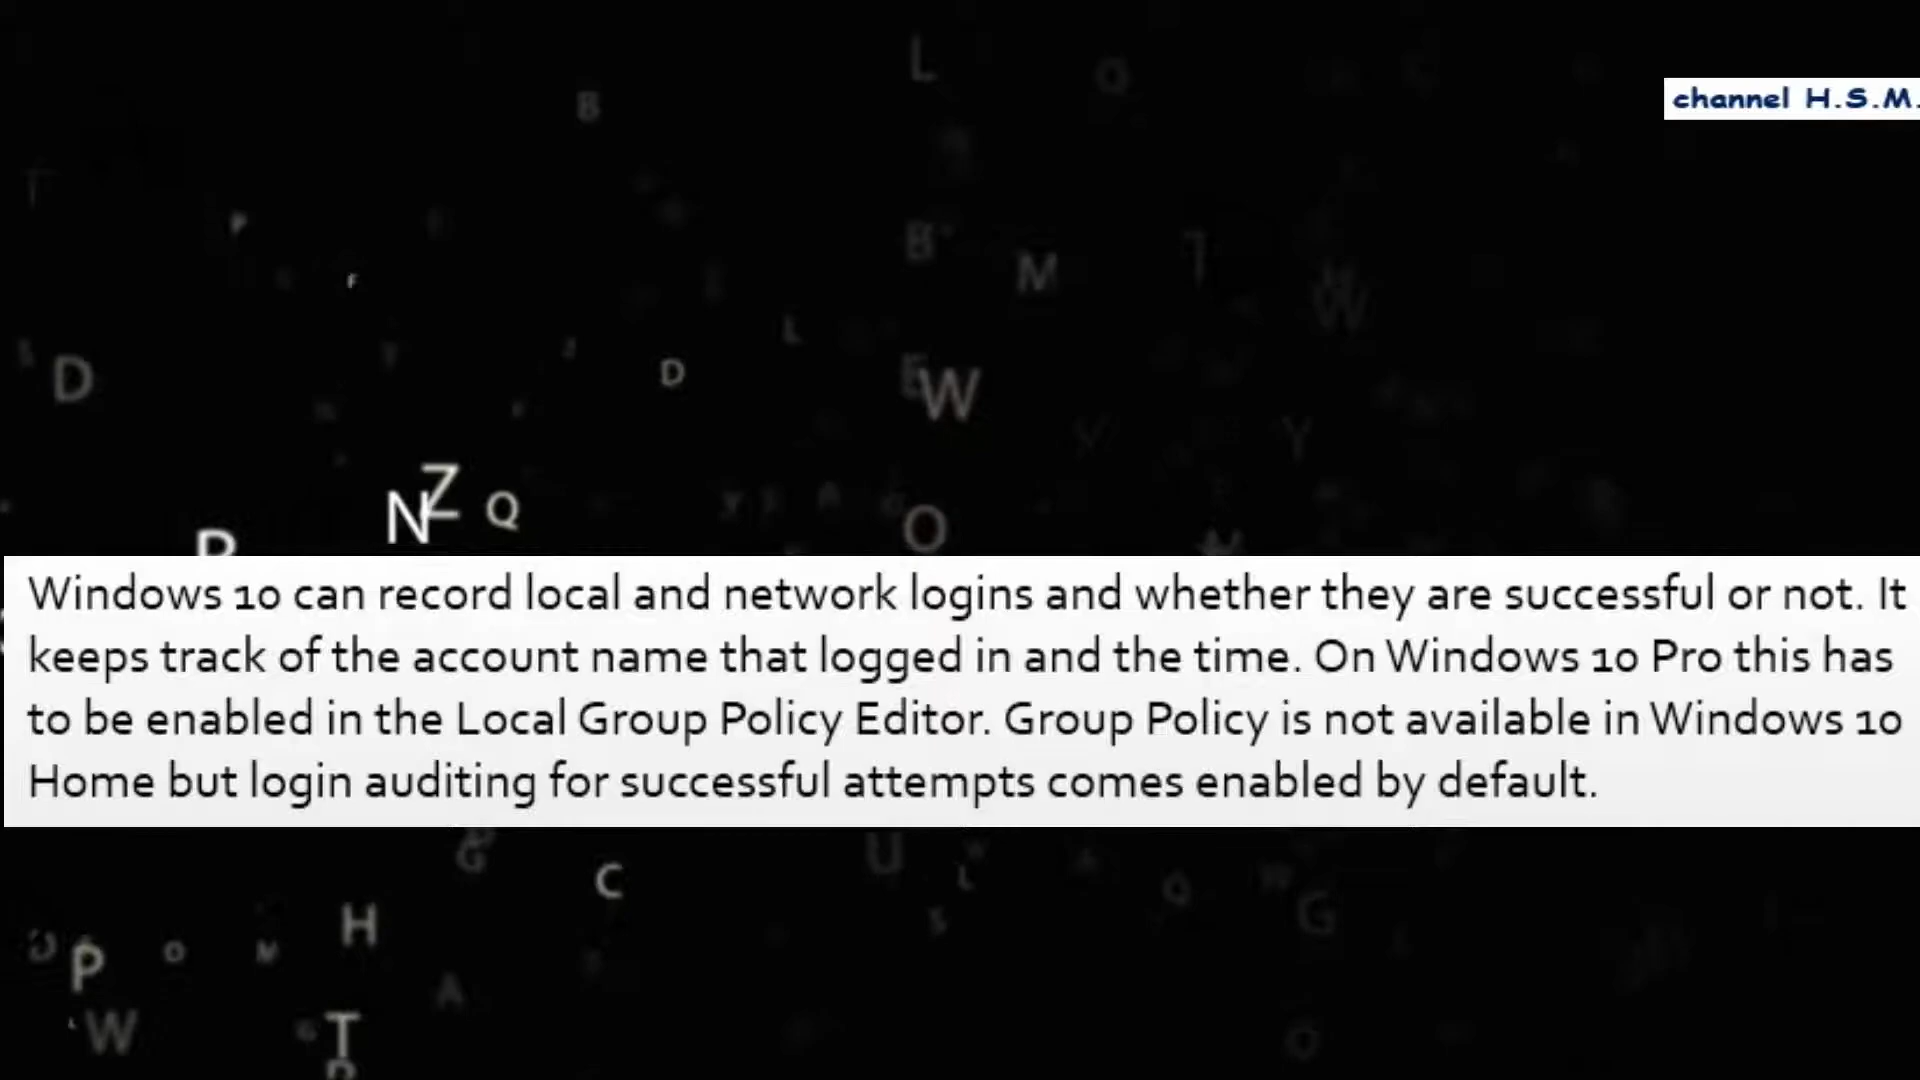 channel H.S.M.
Windows 10 can record local and network logins and whether they are successful or not. It
keeps track of the account name that logged in and the time. On Windows 10 Pro this has
to be enabled in the Local Group Policy Editor. Group Policy is not available in Windows 10
Home but login auditing for successful attempts comes enabled by default.